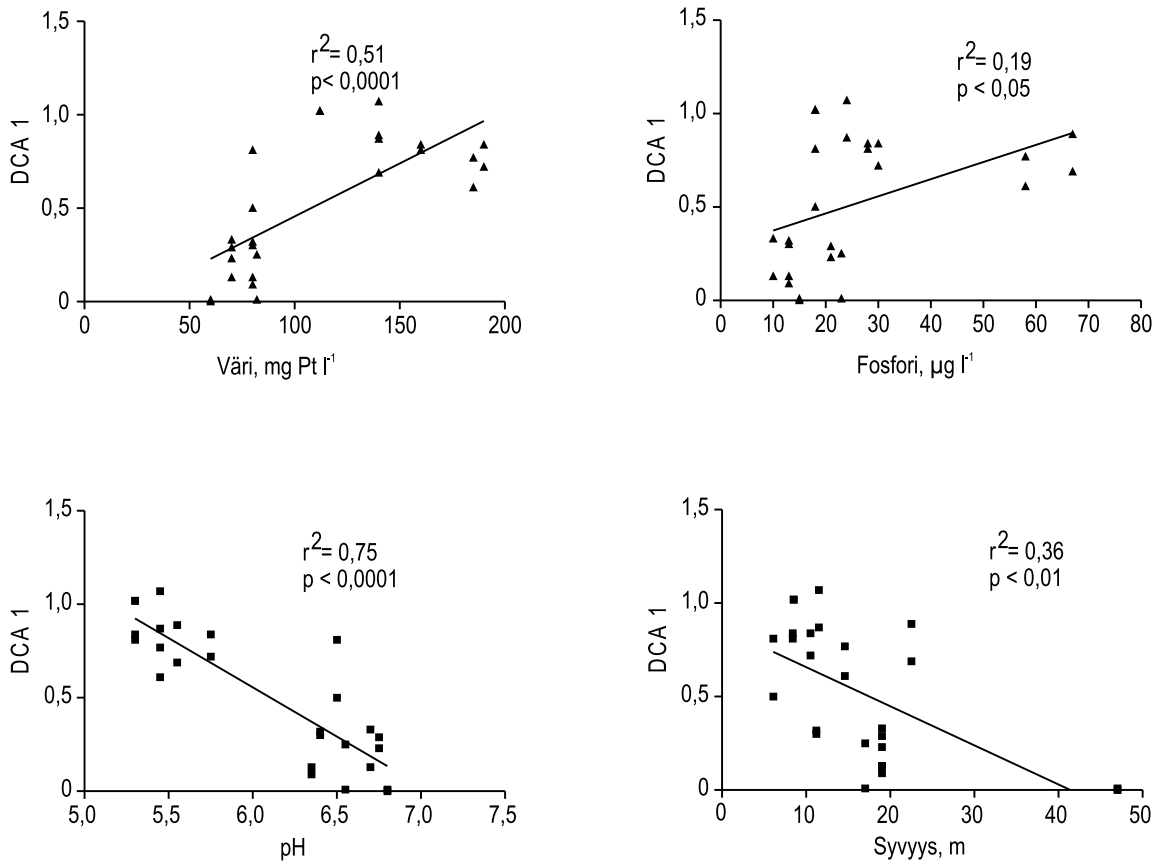 1,5
1,0
0,5
0
DCA 1
r²= 0,51
p< 0,0001
0 50 100 150 200
Väri, mg Pt l⁻¹
1,5
1,0
0,5
0
DCA 1
r²= 0,19
p < 0,05
0 10 20 30 40 50 60 70 80
Fosfori, µg l⁻¹
1,5
1,0
0,5
0
DCA 1
r²= 0,75
p < 0,0001
5,0 5,5 6,0 6,5 7,0 7,5
pH
1,5
1,0
0,5
0
DCA 1
r²= 0,36
p < 0,01
0 10 20 30 40 50
Syvyys, m